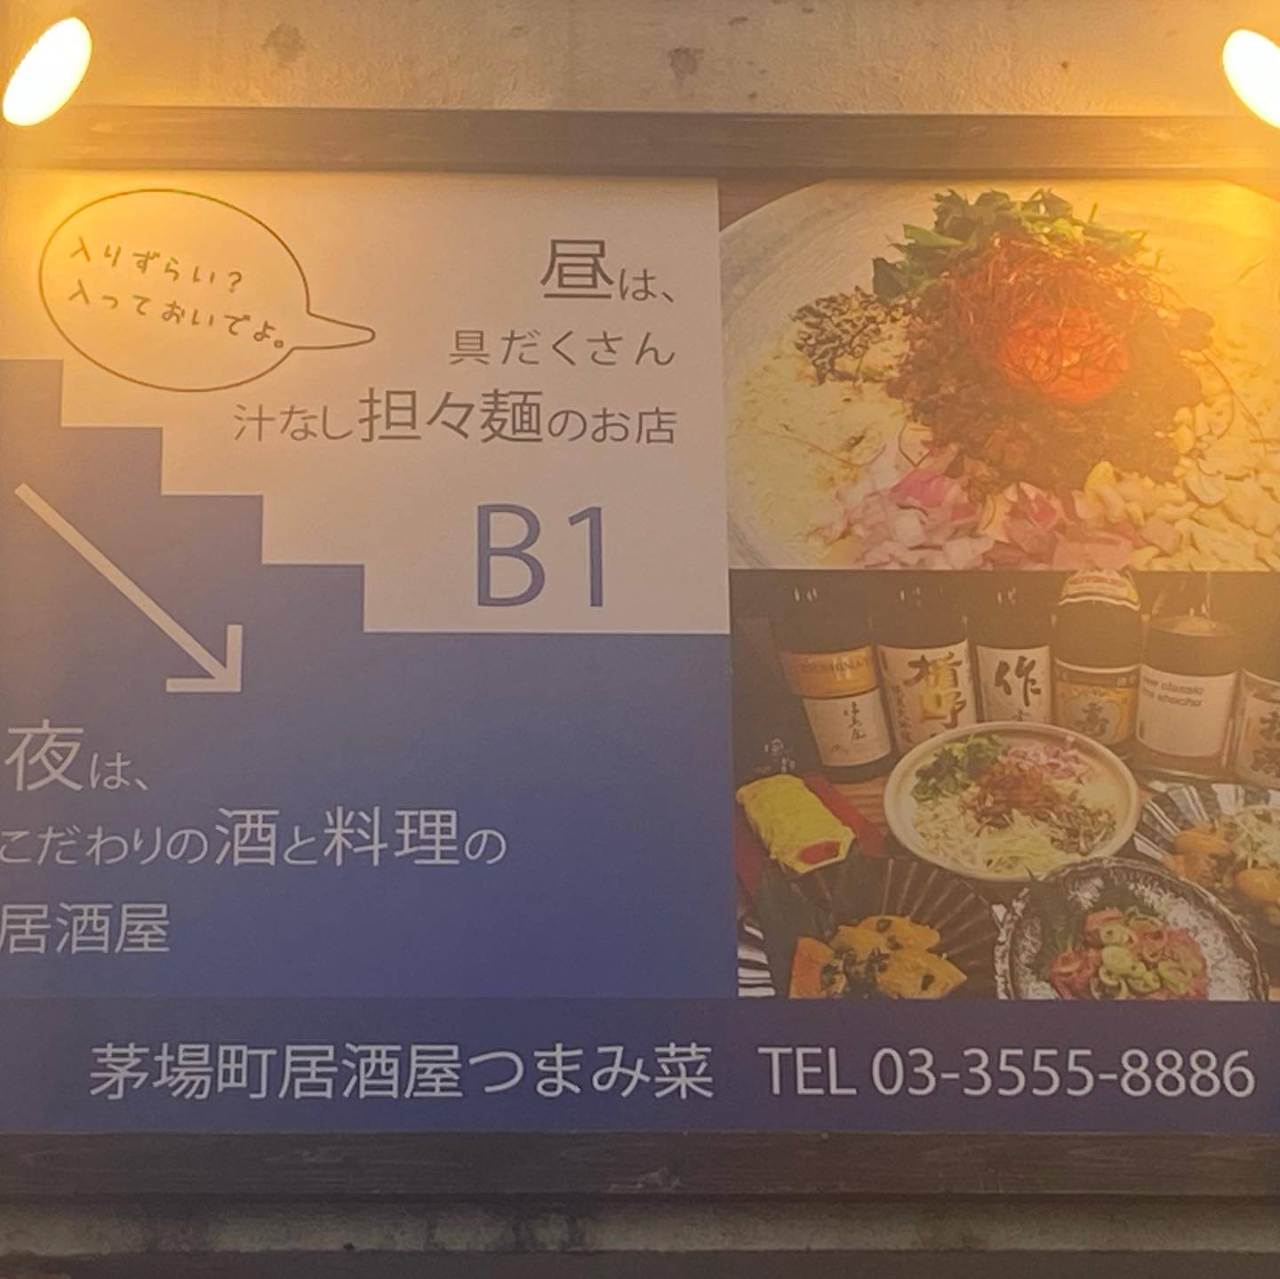 入りずらい?
入っておいでよ。
昼は、
具だくさん
汁なし担々麺のお店
B1
夜は、
こだわりの酒と料理の
居酒屋
作
茅場町居酒屋つまみ菜 TEL 03-3555-8886